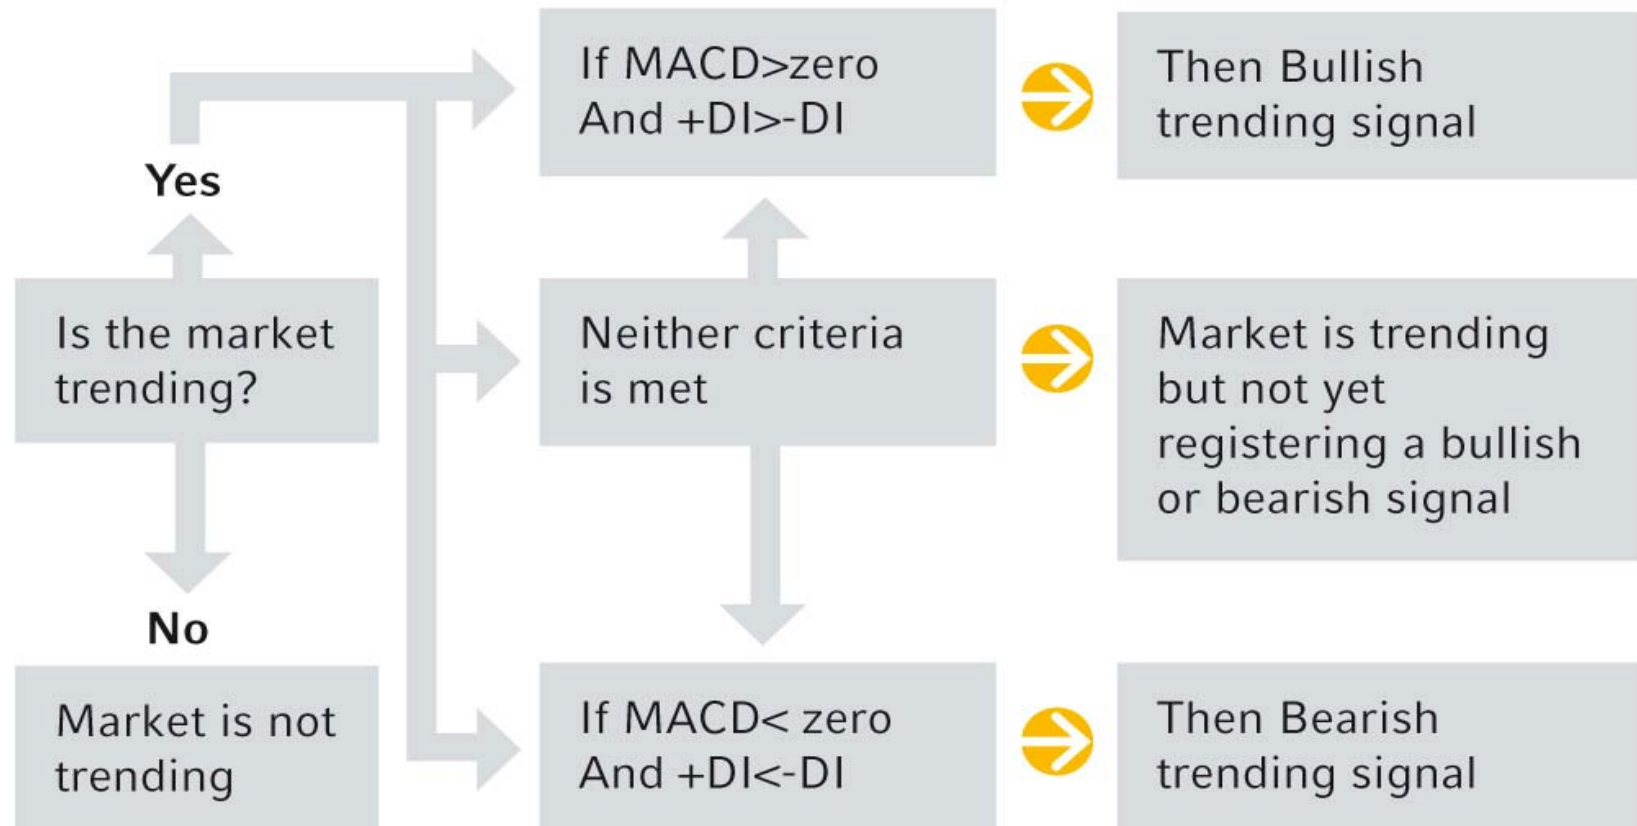 If MACD>zero
And +DI>-DI
Then Bullish
trending signal
Yes
Is the market
trending?
Neither criteria
is met
Market is trending
but not yet
registering a bullish
or bearish signal
No
Market is not
trending
If MACD< zero
And +DI<-DI
Then Bearish
trending signal